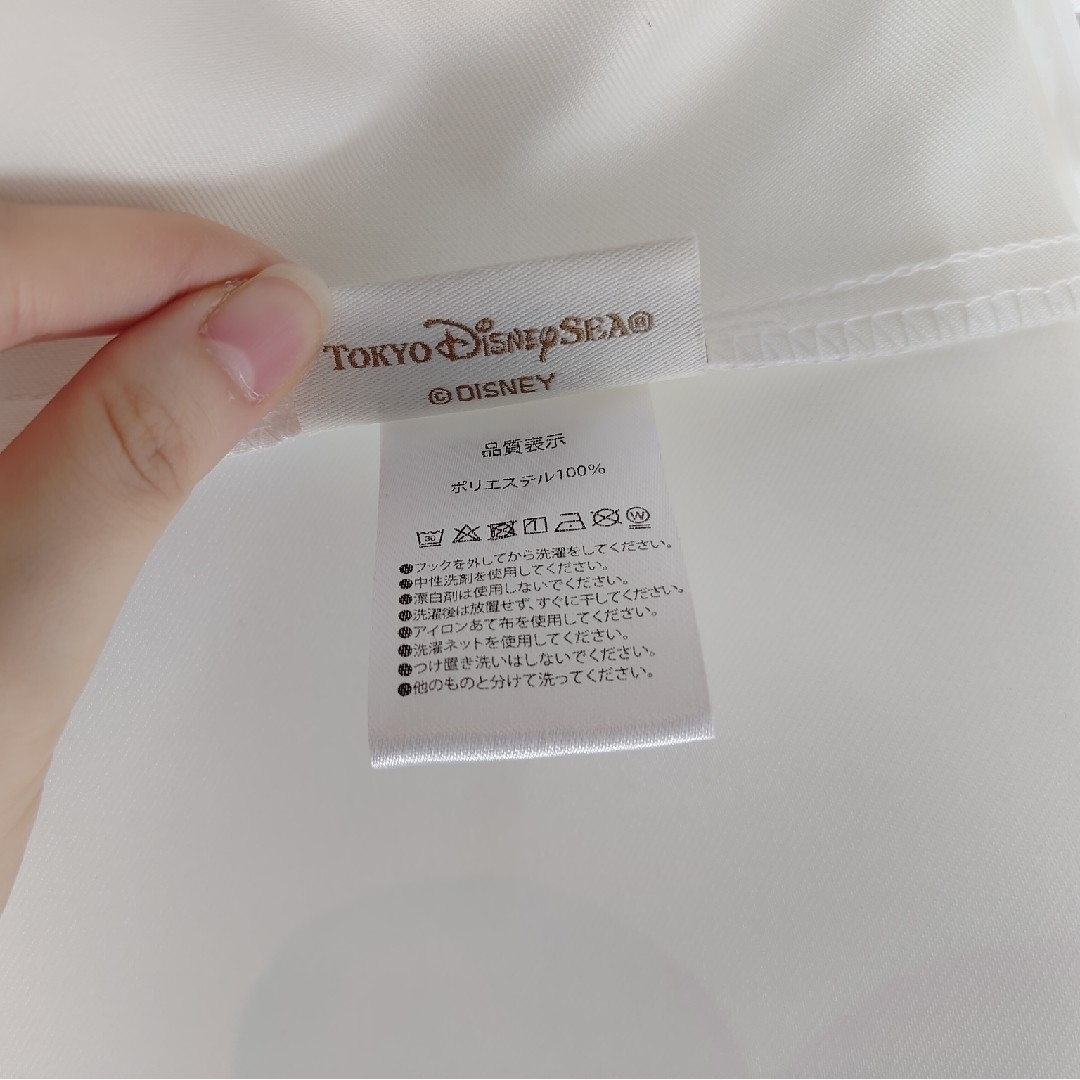 TOKYO DISNEYSEA®
©DISNEY
品質表示
ポリエステル100%
30
W
●フックを外してから洗濯をしてください。
●中性洗剤を使用してください。
●漂白剤は使用しないでください。
●洗濯後は放置せず、すぐに干してください。
●アイロンあて布を使用してください。
●洗濯ネットを使用してください。
●つけ置き洗いはしないでください。
●他のものと分けて洗ってください。